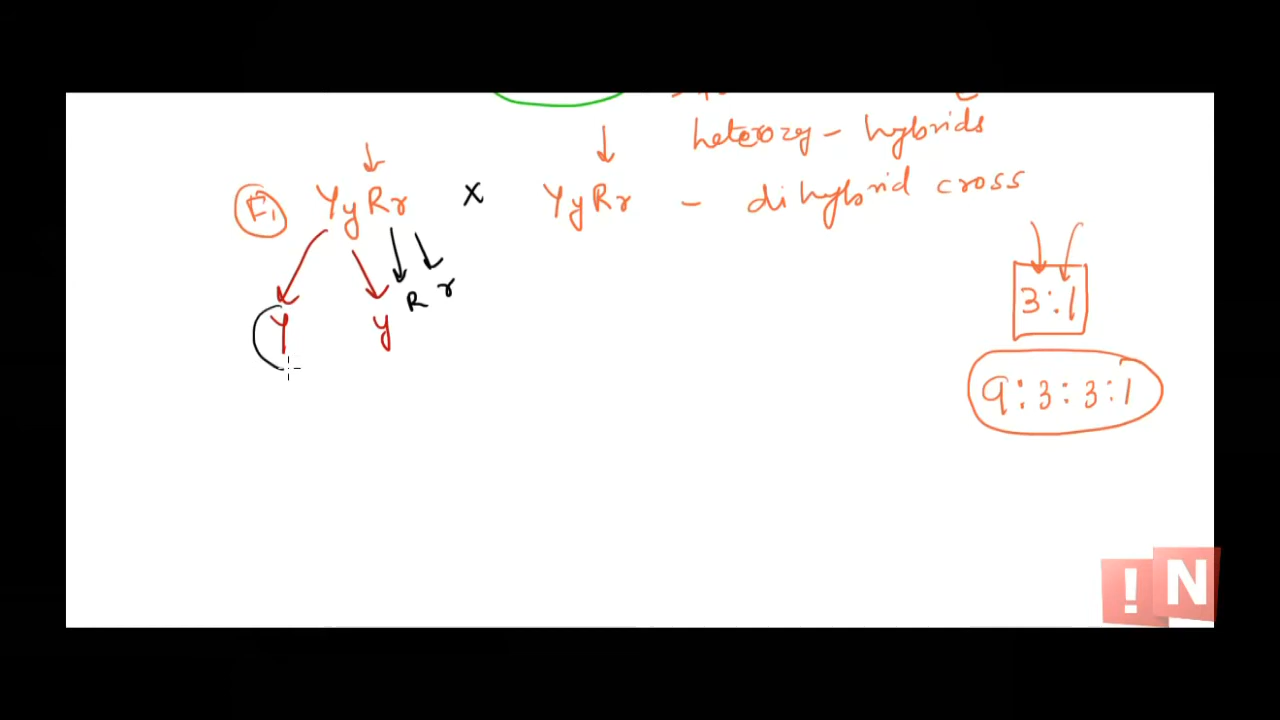 heterozy - hybrids
F1 YyRr x YyRr - dihybrid cross
R r
Y y
3:1
9:3:3:1
!N